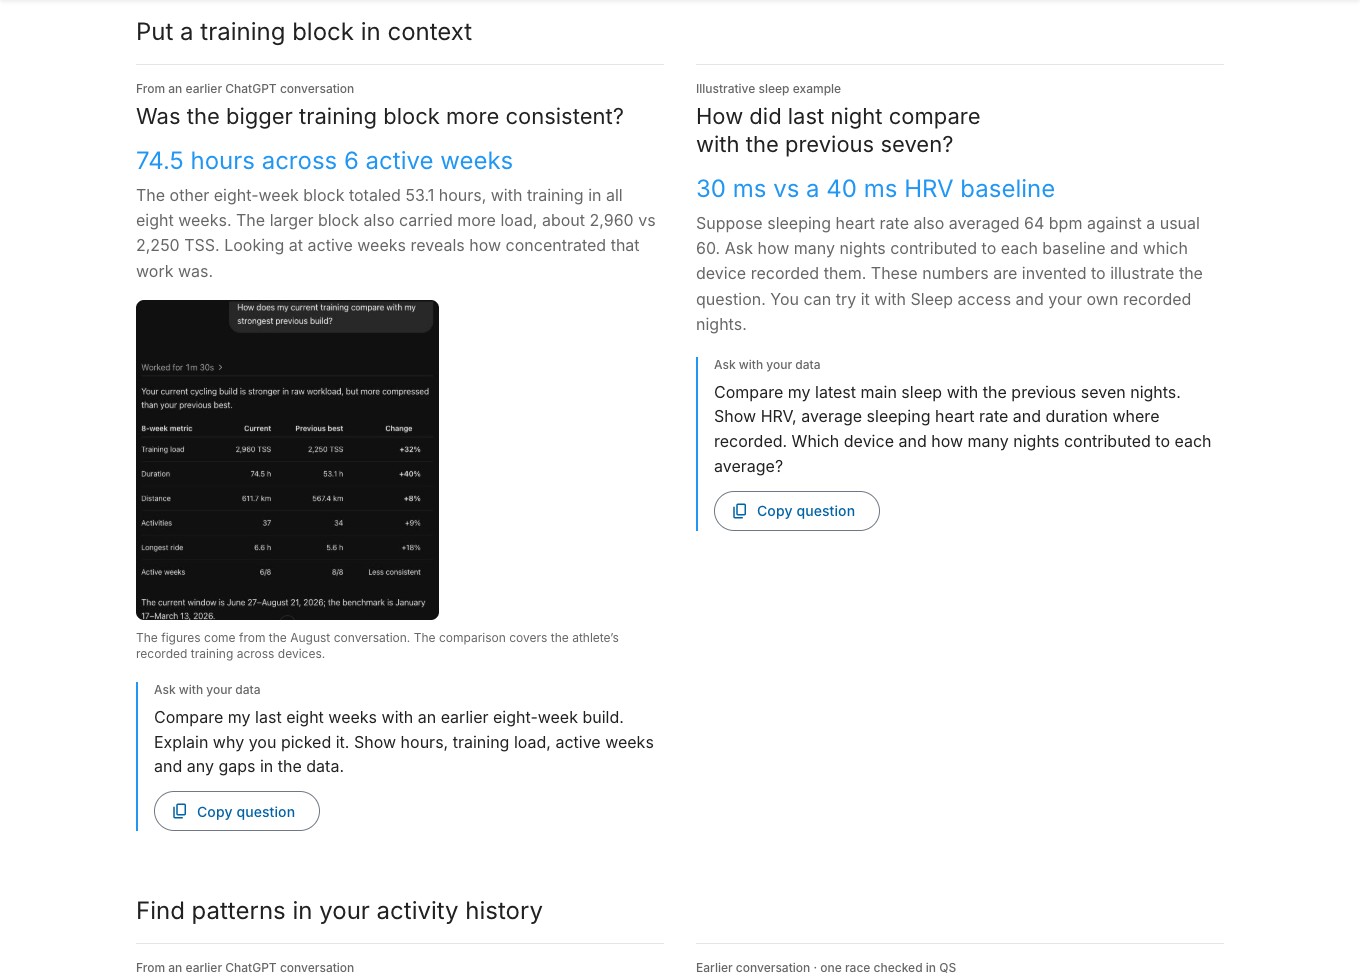 Put a training block in context
From an earlier ChatGPT conversation
Was the bigger training block more consistent?
74.5 hours across 6 active weeks
The other eight-week block totaled 53.1 hours, with training in all
eight weeks. The larger block also carried more load, about 2,960 vs
2,250 TSS. Looking at active weeks reveals how concentrated that
work was.
How does my current training compare with my
strongest previous build?
Worked for 1m 30s >
Your current cycling build is stronger in raw workload, but more compressed
than your previous best.
8-week metric Current Previous best Change
Training load 2,960 TSS 2,250 TSS +32%
Duration 74.5 h 53.1 h +40%
Distance 611.7 km 567.4 km +8%
Activities 37 34 +9%
Longest ride 6.6 h 5.6 h +18%
Active weeks 6/8 8/8 Less consistent
The current window is June 27–August 21, 2026; the benchmark is January
17–March 13, 2026.
The figures come from the August conversation. The comparison covers the athlete’s
recorded training across devices.
Ask with your data
Compare my last eight weeks with an earlier eight-week build.
Explain why you picked it. Show hours, training load, active weeks
and any gaps in the data.
Copy question
Illustrative sleep example
How did last night compare
with the previous seven?
30 ms vs a 40 ms HRV baseline
Suppose sleeping heart rate also averaged 64 bpm against a usual
60. Ask how many nights contributed to each baseline and which
device recorded them. These numbers are invented to illustrate the
question. You can try it with Sleep access and your own recorded
nights.
Ask with your data
Compare my latest main sleep with the previous seven nights.
Show HRV, average sleeping heart rate and duration where
recorded. Which device and how many nights contributed to each
average?
Copy question
Find patterns in your activity history
From an earlier ChatGPT conversation
Earlier conversation · one race checked in QS